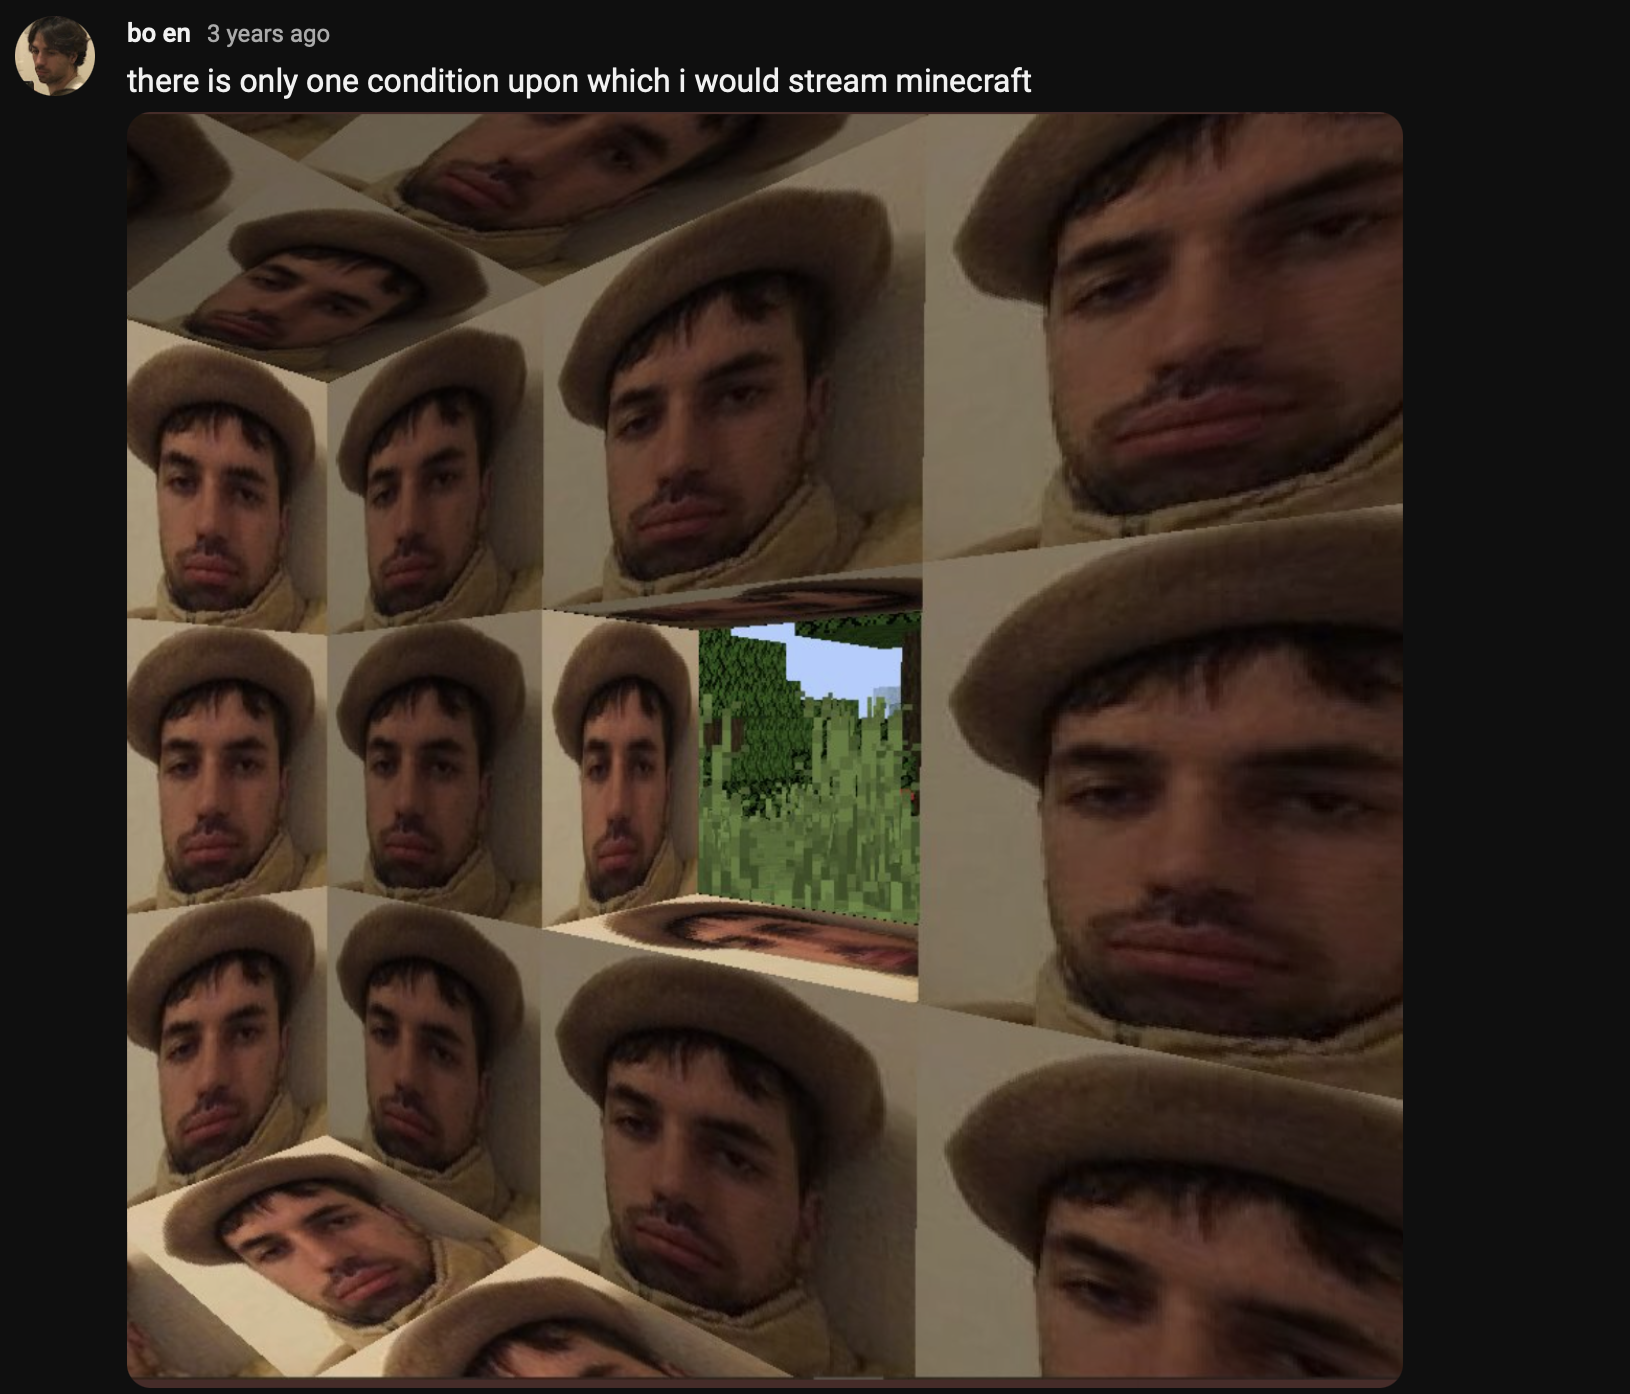 bo en 3 years ago
there is only one condition upon which i would stream minecraft